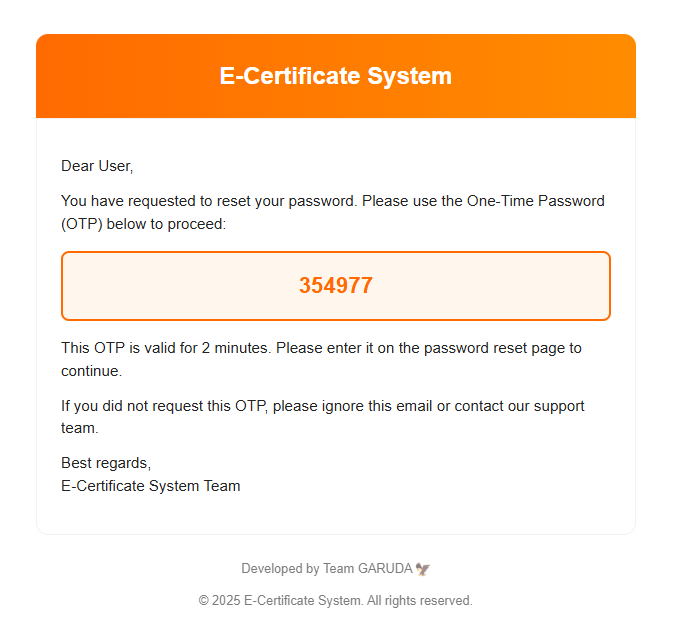 E-Certificate System
Dear User,
You have requested to reset your password. Please use the One-Time Password
(OTP) below to proceed:
354977
This OTP is valid for 2 minutes. Please enter it on the password reset page to
continue.
If you did not request this OTP, please ignore this email or contact our support
team.
Best regards,
E-Certificate System Team
Developed by Team GARUDA 🦅
© 2025 E-Certificate System. All rights reserved.